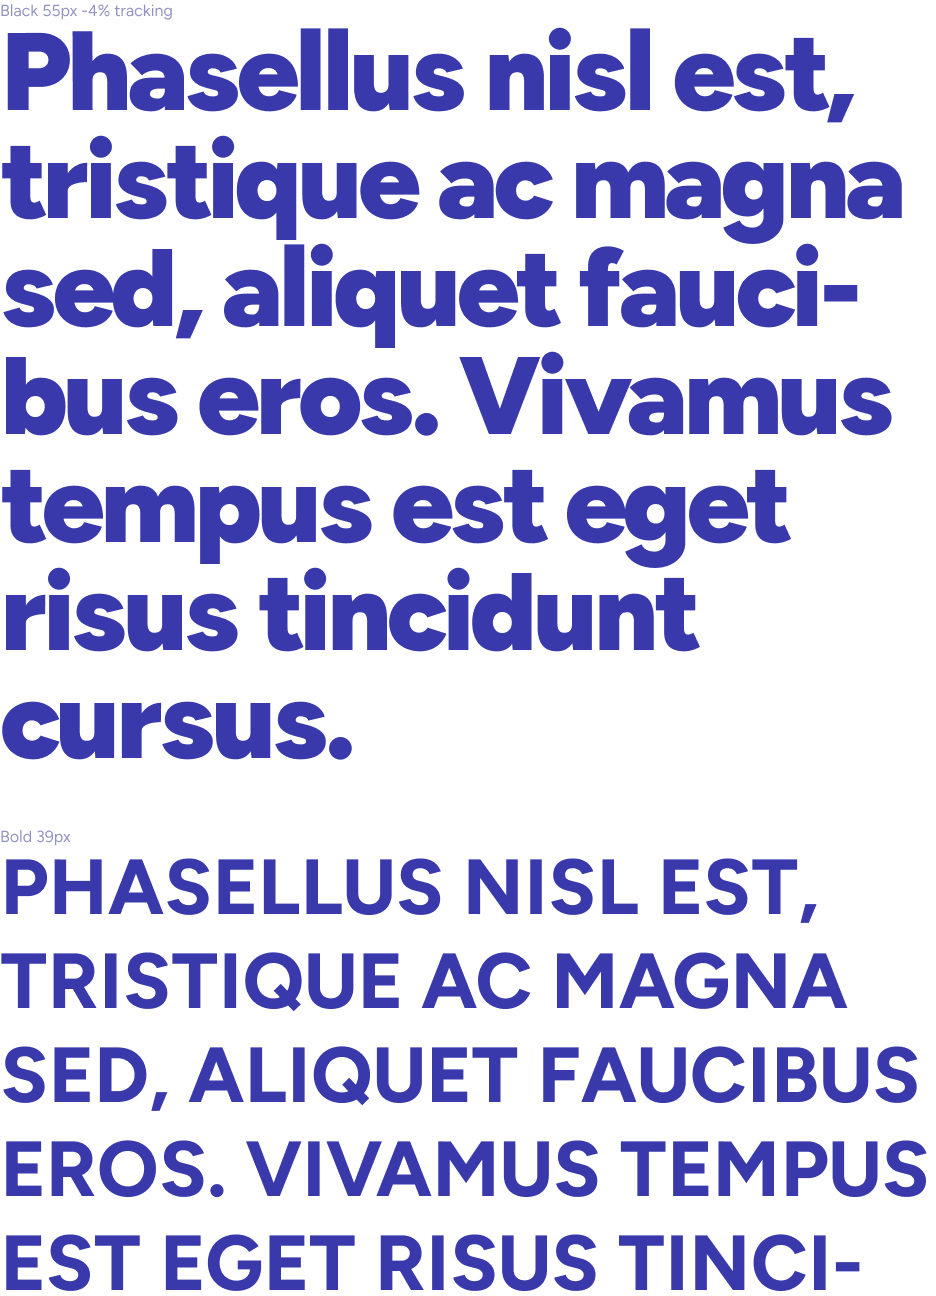 Black 55px -4% tracking
Phasellus nisl est,
tristique ac magna
sed, aliquet fauci-
bus eros. Vivamus
tempus est eget
risus tincidunt
cursus.
Bold 39px
PHASELLUS NISL EST,
TRISTIQUE AC MAGNA
SED, ALIQUET FAUCIBUS
EROS. VIVAMUS TEMPUS
EST EGET RISUS TINCI-